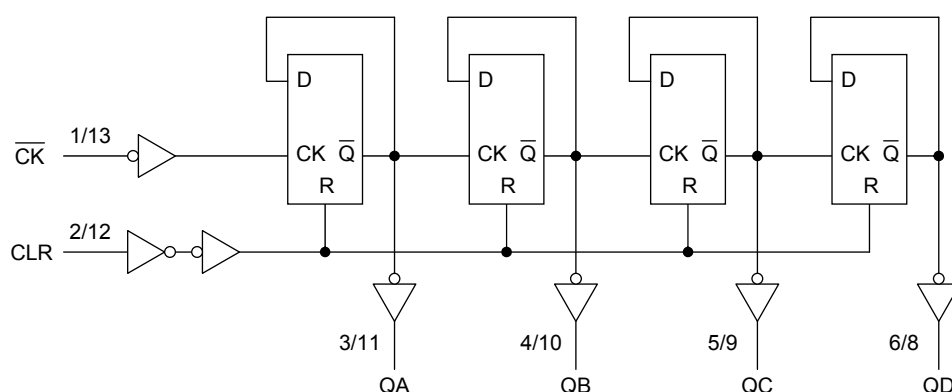 D D D D
1/13
C̅K̅ CK Q̅ CK Q̅ CK Q̅ CK Q̅
R R R R
2/12
CLR
3/11 4/10 5/9 6/8
QA QB QC QD